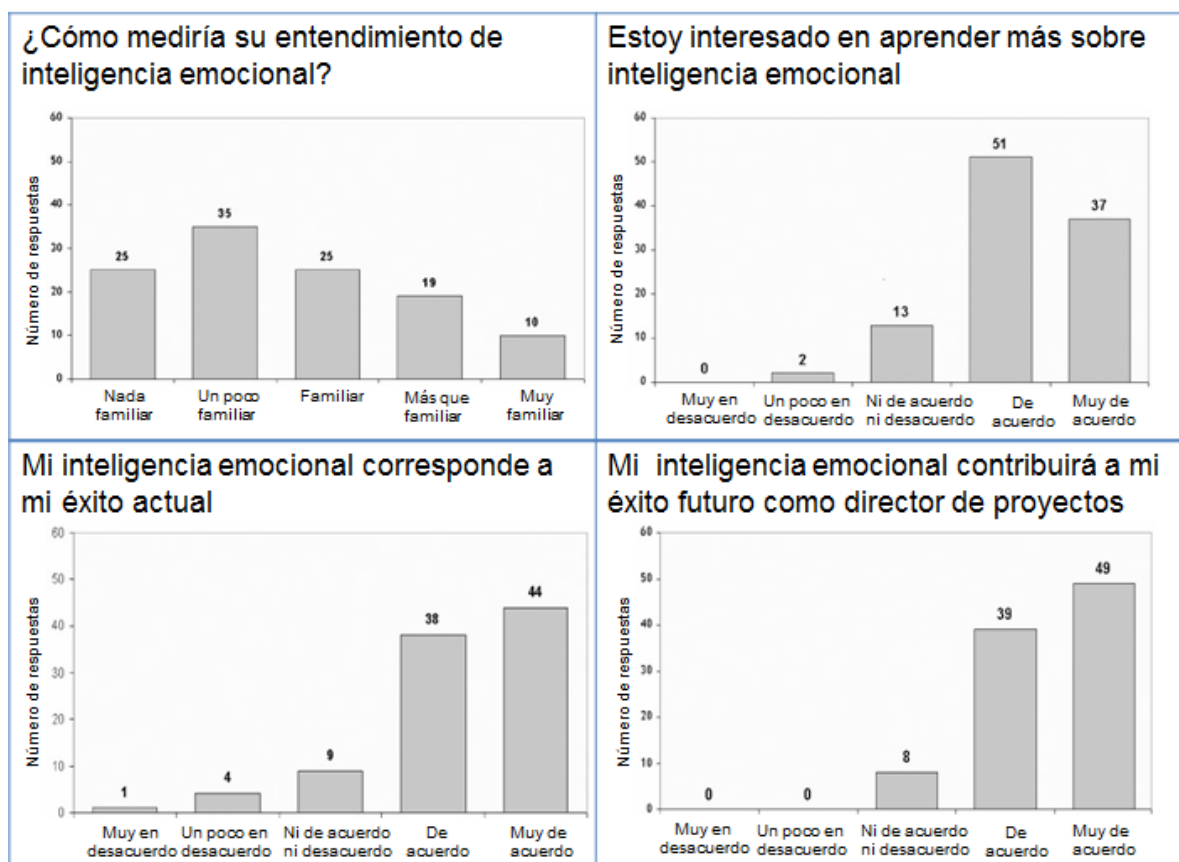 ¿Cómo mediría su entendimiento de
inteligencia emocional?
Número de respuestas
60
50
40
30
20
10
0
25
35
25
19
10
Nada
familiar
Un poco
familiar
Familiar
Más que
familiar
Muy
familiar
Estoy interesado en aprender más sobre
inteligencia emocional
Número de respuestas
60
50
40
30
20
10
0
0
2
13
51
37
Muy en
desacuerdo
Un poco en
desacuerdo
Ni de acuerdo
ni desacuerdo
De
acuerdo
Muy de
acuerdo
Mi inteligencia emocional corresponde a
mi éxito actual
Número de respuestas
60
50
40
30
20
10
0
1
4
9
38
44
Muy en
desacuerdo
Un poco en
desacuerdo
Ni de acuerdo
ni desacuerdo
De
acuerdo
Muy de
acuerdo
Mi inteligencia emocional contribuirá a mi
éxito futuro como director de proyectos
Número de respuestas
60
50
40
30
20
10
0
0
0
8
39
49
Muy en
desacuerdo
Un poco en
desacuerdo
Ni de acuerdo
ni desacuerdo
De
acuerdo
Muy de
acuerdo